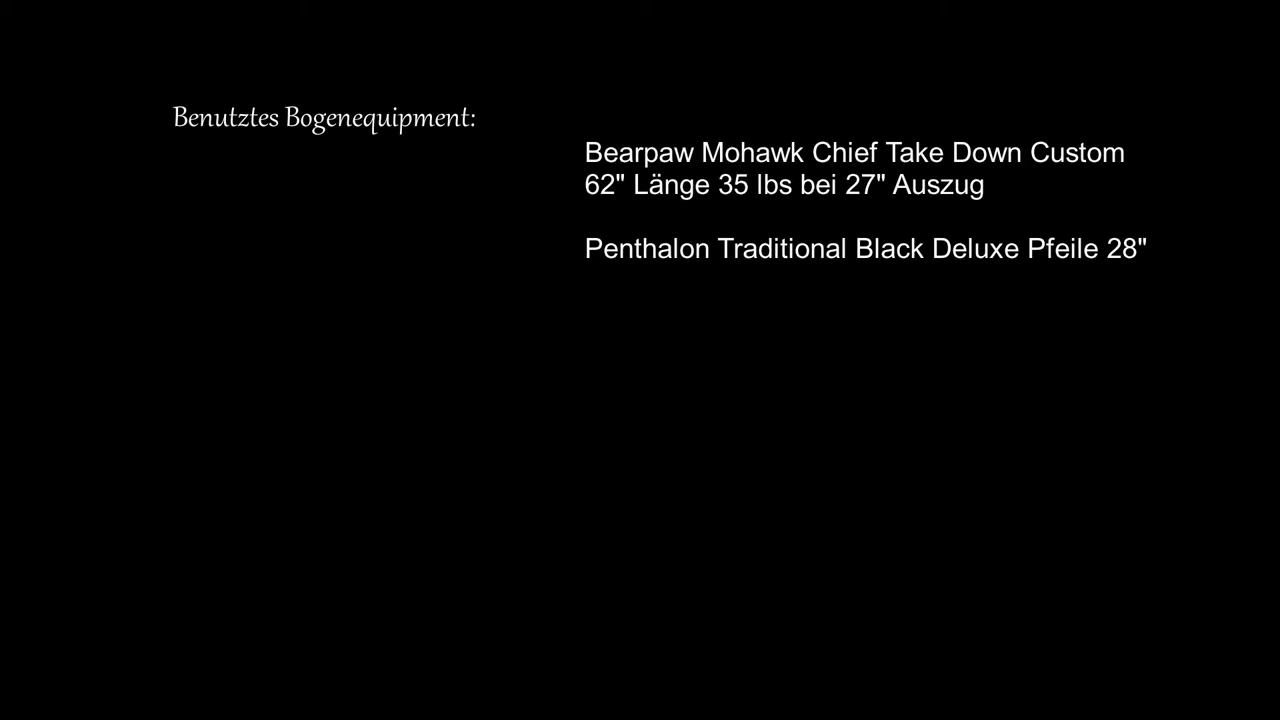 Benutztes Bogenequipment:
Bearpaw Mohawk Chief Take Down Custom
62" Länge 35 lbs bei 27" Auszug
Penthalon Traditional Black Deluxe Pfeile 28"